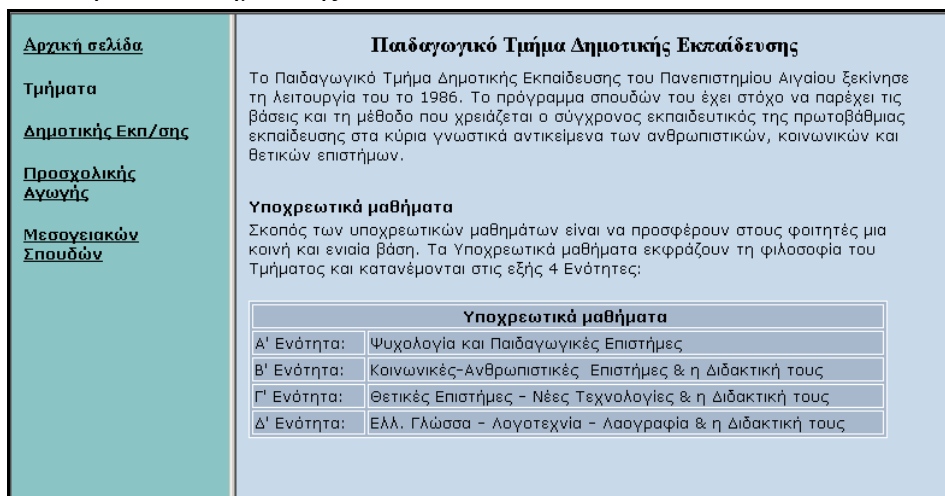 Αρχική σελίδα
Τμήματα
Δημοτικής Εκπ/σης
Προσχολικής
Αγωγής
Μεσογειακών
Σπουδών
Παιδαγωγικό Τμήμα Δημοτικής Εκπαίδευσης
Το Παιδαγωγικό Τμήμα Δημοτικής Εκπαίδευσης του Πανεπιστημίου Αιγαίου ξεκίνησε
τη λειτουργία του το 1986. Το πρόγραμμα σπουδών του έχει στόχο να παρέχει τις
βάσεις και τη μέθοδο που χρειάζεται ο σύγχρονος εκπαιδευτικός της πρωτοβάθμιας
εκπαίδευσης στα κύρια γνωστικά αντικείμενα των ανθρωπιστικών, κοινωνικών και
θετικών επιστήμων.
Υποχρεωτικά μαθήματα
Σκοπός των υποχρεωτικών μαθημάτων είναι να προσφέρουν στους φοιτητές μια
κοινή και ενιαία βάση. Τα Υποχρεωτικά μαθήματα εκφράζουν τη φιλοσοφία του
Τμήματος και κατανέμονται στις εξής 4 Ενότητες:
Υποχρεωτικά μαθήματα
Α' Ενότητα: Ψυχολογία και Παιδαγωγικές Επιστήμες
Β' Ενότητα: Κοινωνικές-Ανθρωπιστικές Επιστήμες & η Διδακτική τους
Γ' Ενότητα: Θετικές Επιστήμες - Νέες Τεχνολογίες & η Διδακτική τους
Δ' Ενότητα: Ελλ. Γλώσσα - Λογοτεχνία - Λαογραφία & η Διδακτική τους